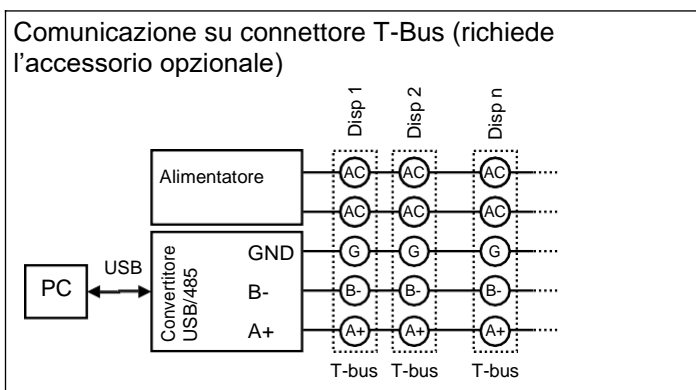 Comunicazione su connettore T-Bus (richiede
l'accessorio opzionale)
Disp 1
Disp 2
Disp n
Alimentatore
AC
AC
AC
AC
AC
AC
PC
USB
Convertitore
USB/485
GND
G
G
G
B-
B-
B-
B-
A+
A+
A+
A+
T-bus
T-bus
T-bus